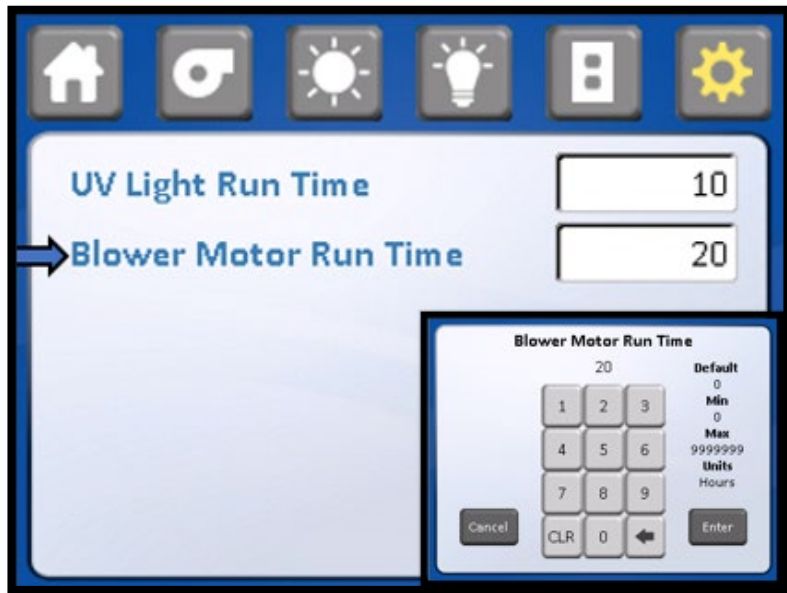 UV Light Run Time 10
Blower Motor Run Time 20
Blower Motor Run Time
20
Default
0
Min
0
Max
9999999
Units
Hours
1 2 3
4 5 6
7 8 9
Cancel CLR 0 Enter